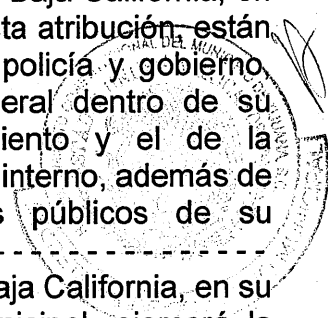 Baja California, en
ta atribución, están
policía y gobierno,
eral dentro de su
iento y el de la
interno, además de
s públicos de su
- - - - - - - - - - - - - - - - - -
aja California, en su